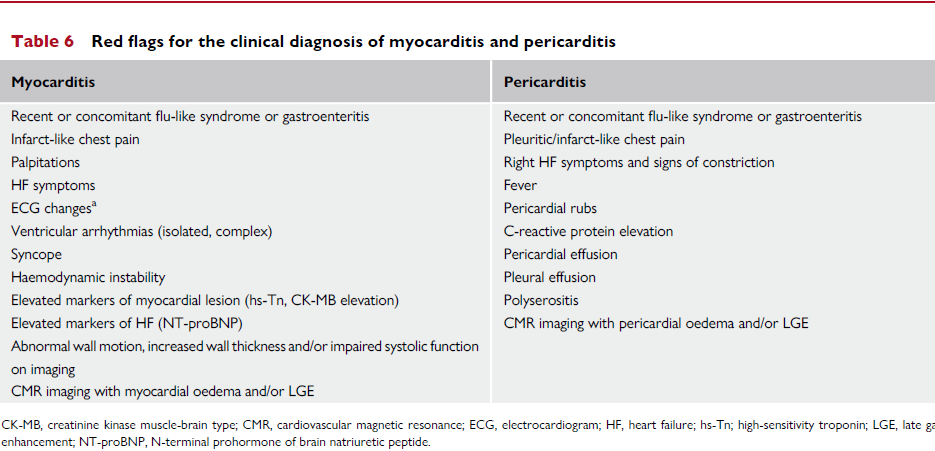 Table 6 Red flags for the clinical diagnosis of myocarditis and pericarditis
Myocarditis
Recent or concomitant flu-like syndrome or gastroenteritis
Infarct-like chest pain
Palpitations
HF symptoms
ECG changesa
Ventricular arrhythmias (isolated, complex)
Syncope
Haemodynamic instability
Elevated markers of myocardial lesion (hs-Tn, CK-MB elevation)
Elevated markers of HF (NT-proBNP)
Abnormal wall motion, increased wall thickness and/or impaired systolic function
on imaging
CMR imaging with myocardial oedema and/or LGE
Pericarditis
Recent or concomitant flu-like syndrome or gastroenteritis
Pleuritic/infarct-like chest pain
Right HF symptoms and signs of constriction
Fever
Pericardial rubs
C-reactive protein elevation
Pericardial effusion
Pleural effusion
Polyserositis
CMR imaging with pericardial oedema and/or LGE
CK-MB, creatinine kinase muscle-brain type; CMR, cardiovascular magnetic resonance; ECG, electrocardiogram; HF, heart failure; hs-Tn; high-sensitivity troponin; LGE, late
enhancement; NT-proBNP, N-terminal prohormone of brain natriuretic peptide.